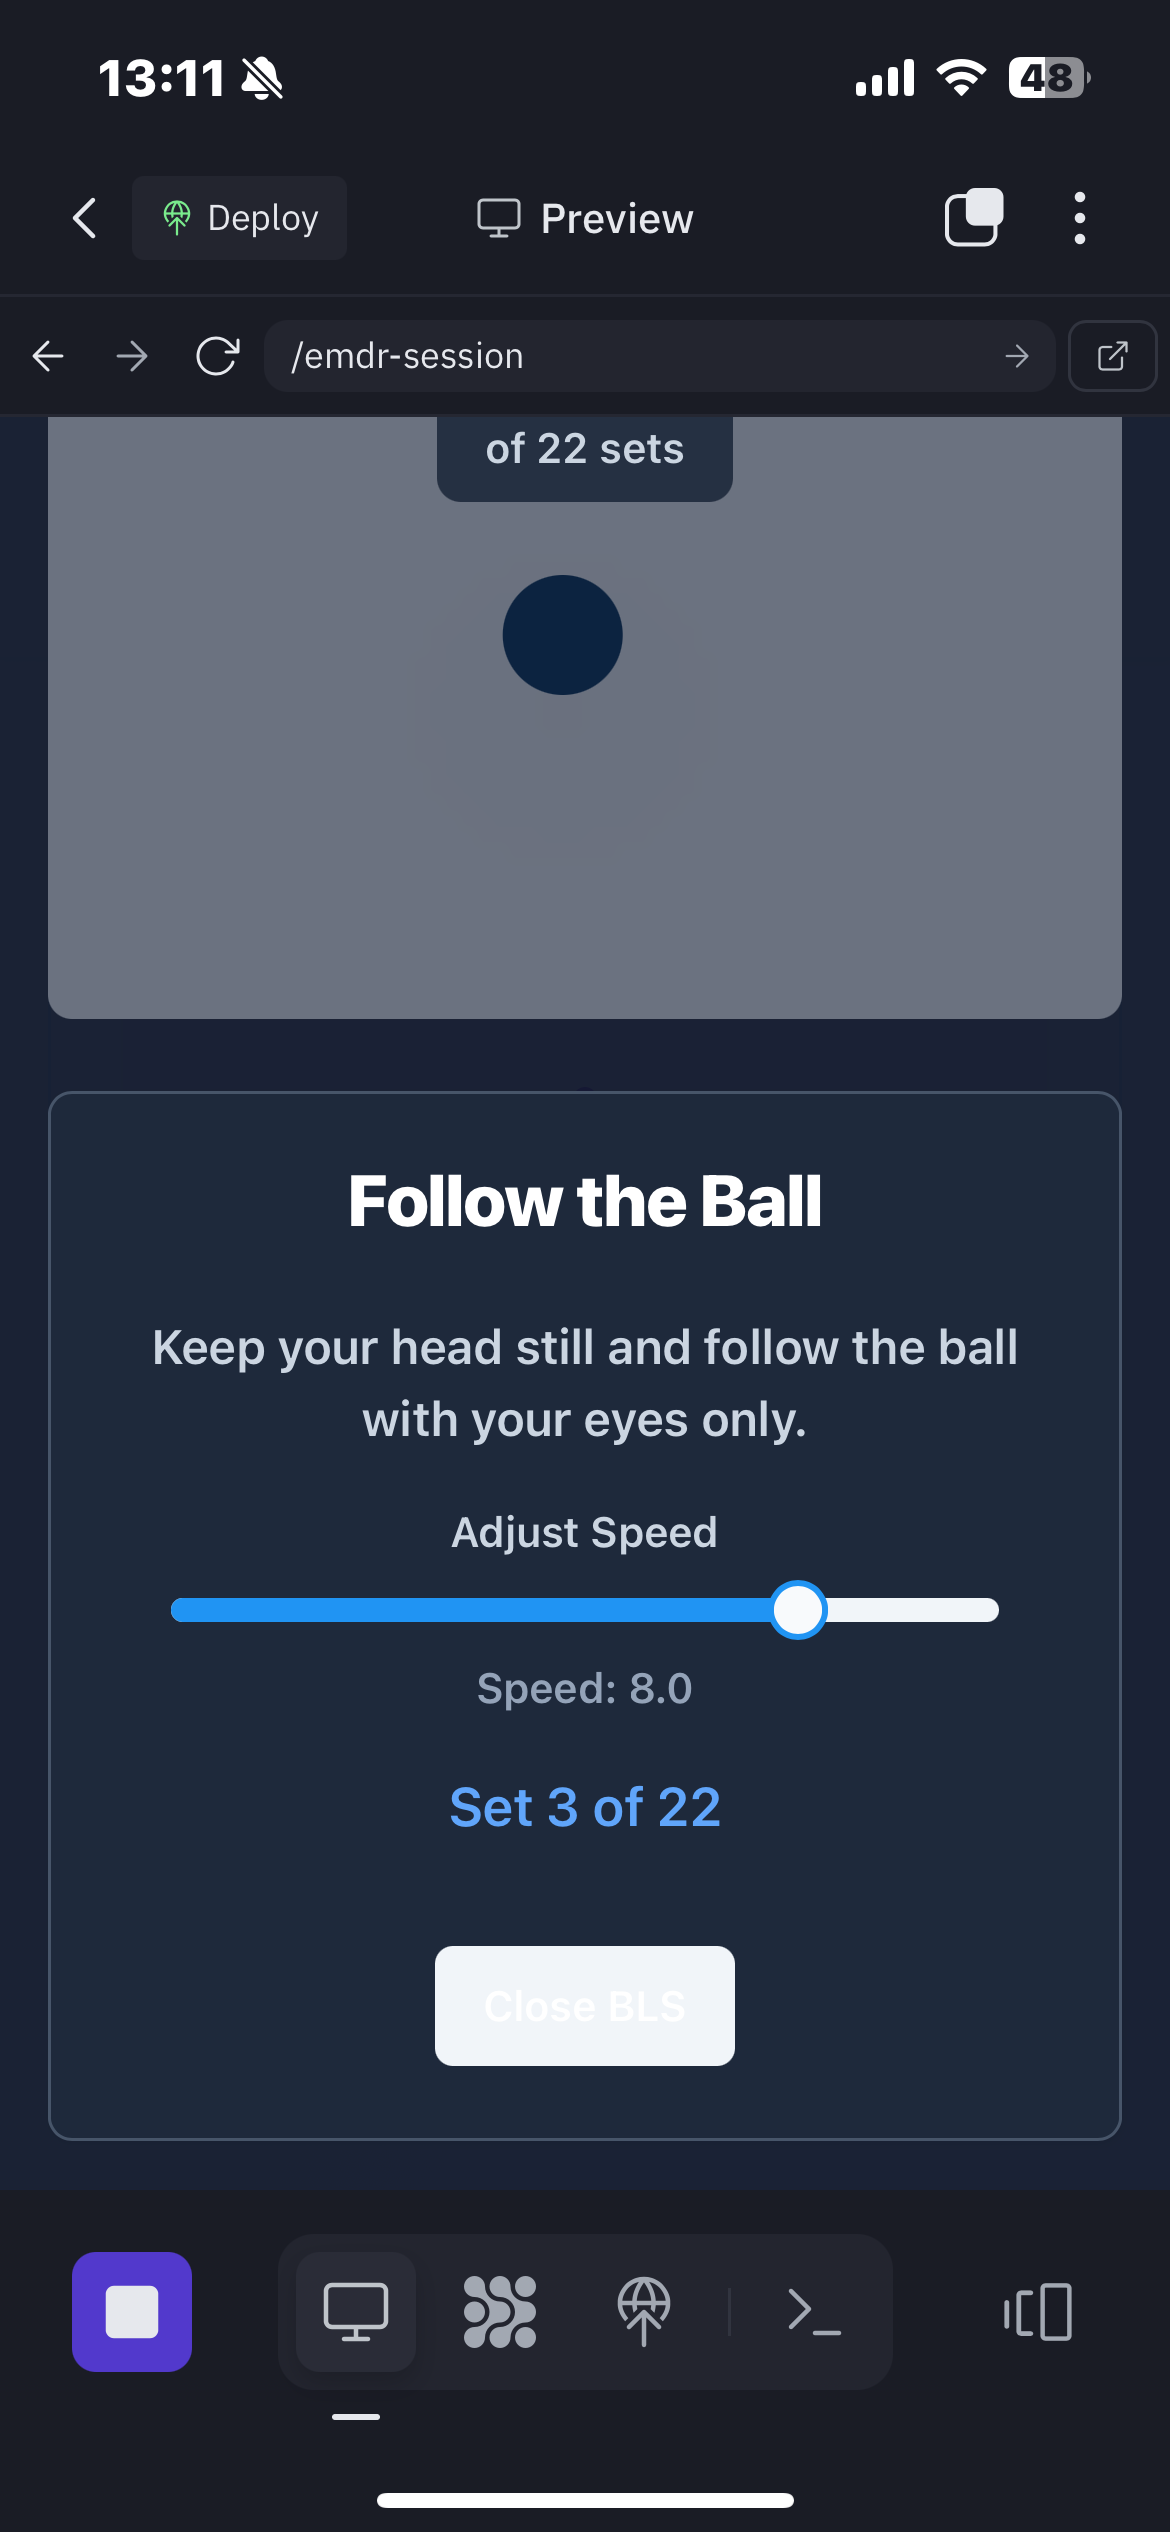 13:11
48
Deploy
Preview
/emdr-session
of 22 sets
Follow the Ball
Keep your head still and follow the ball
with your eyes only.
Adjust Speed
Speed: 8.0
Set 3 of 22
Close BLS